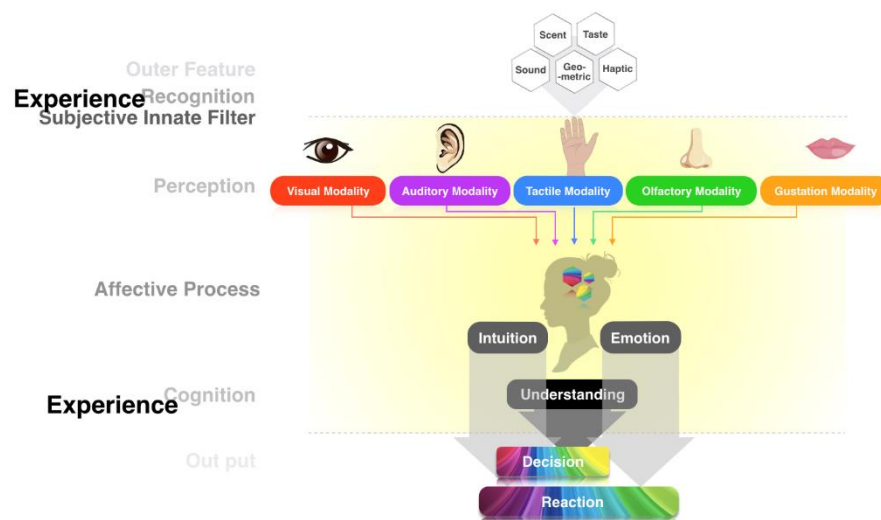 Scent
Taste
Outer Feature
Sound
Geo-
-metric
Haptic
Experience
Recognition
Subjective Innate Filter
Perception
Visual Modality
Auditory Modality
Tactile Modality
Olfactory Modality
Gustation Modality
Affective Process
Intuition
Emotion
Experience
Cognition
Understanding
Out put
Decision
Reaction